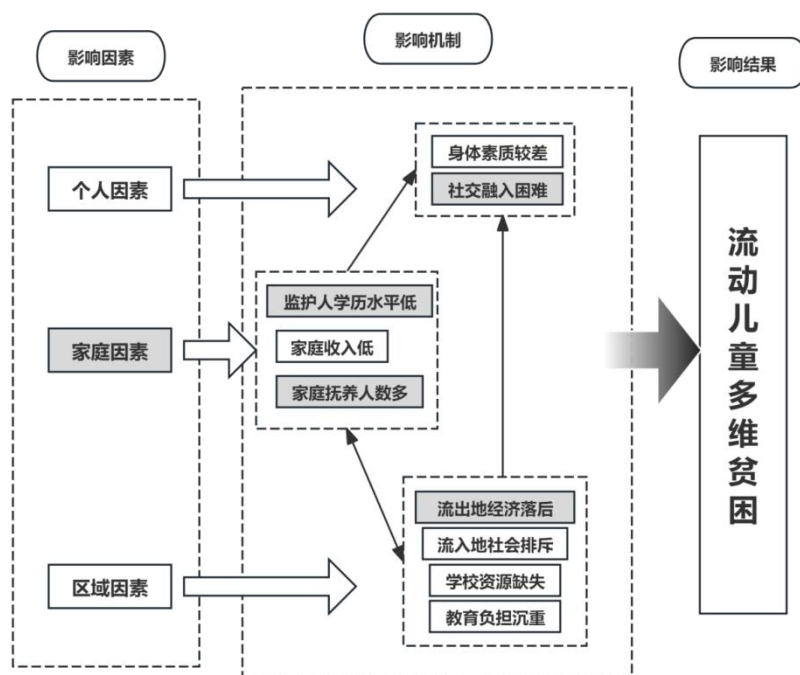 影响因素
影响机制
影响结果
个人因素
身体素质较差
社交融入困难
监护人学历水平低
家庭因素
家庭收入低
家庭抚养人数多
流出地经济落后
流入地社会排斥
区域因素
学校资源缺失
教育负担沉重
流动儿童多维贫困